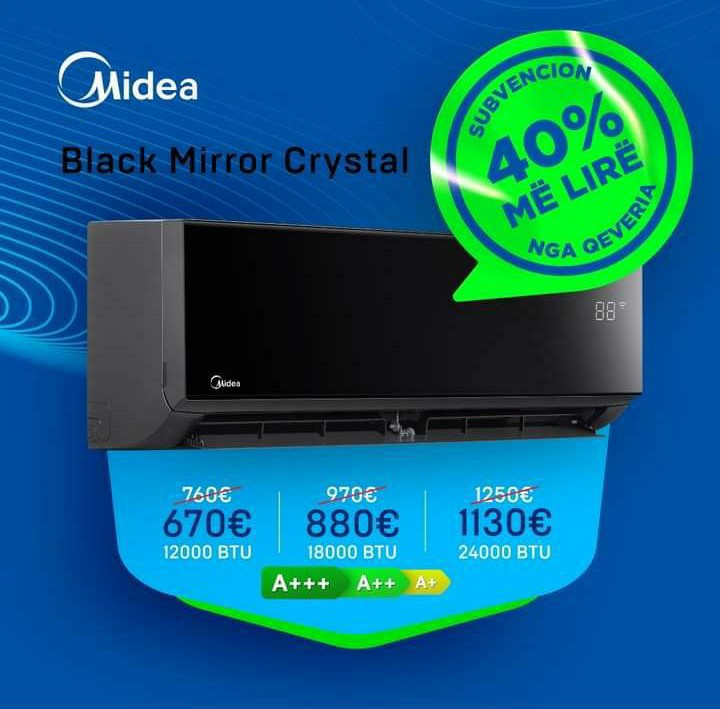 Midea
Black Mirror Crystal
SUBVENCION
40%
MË LIRË
NGA QEVERIA
88
Midea
760€ 970€ 1250€
670€ 880€ 1130€
12000 BTU 18000 BTU 24000 BTU
A+++ A++ A+